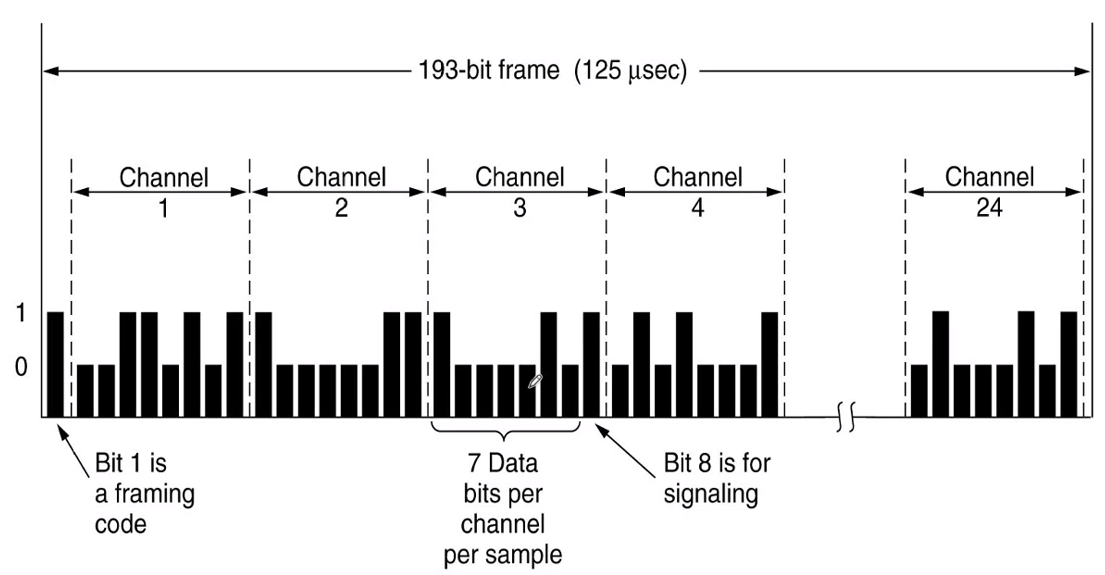 193-bit frame (125 μsec)
Channel
1
Channel
2
Channel
3
Channel
4
Channel
24
1
0
Bit 1 is
a framing
code
7 Data
bits per
channel
per sample
Bit 8 is for
signaling